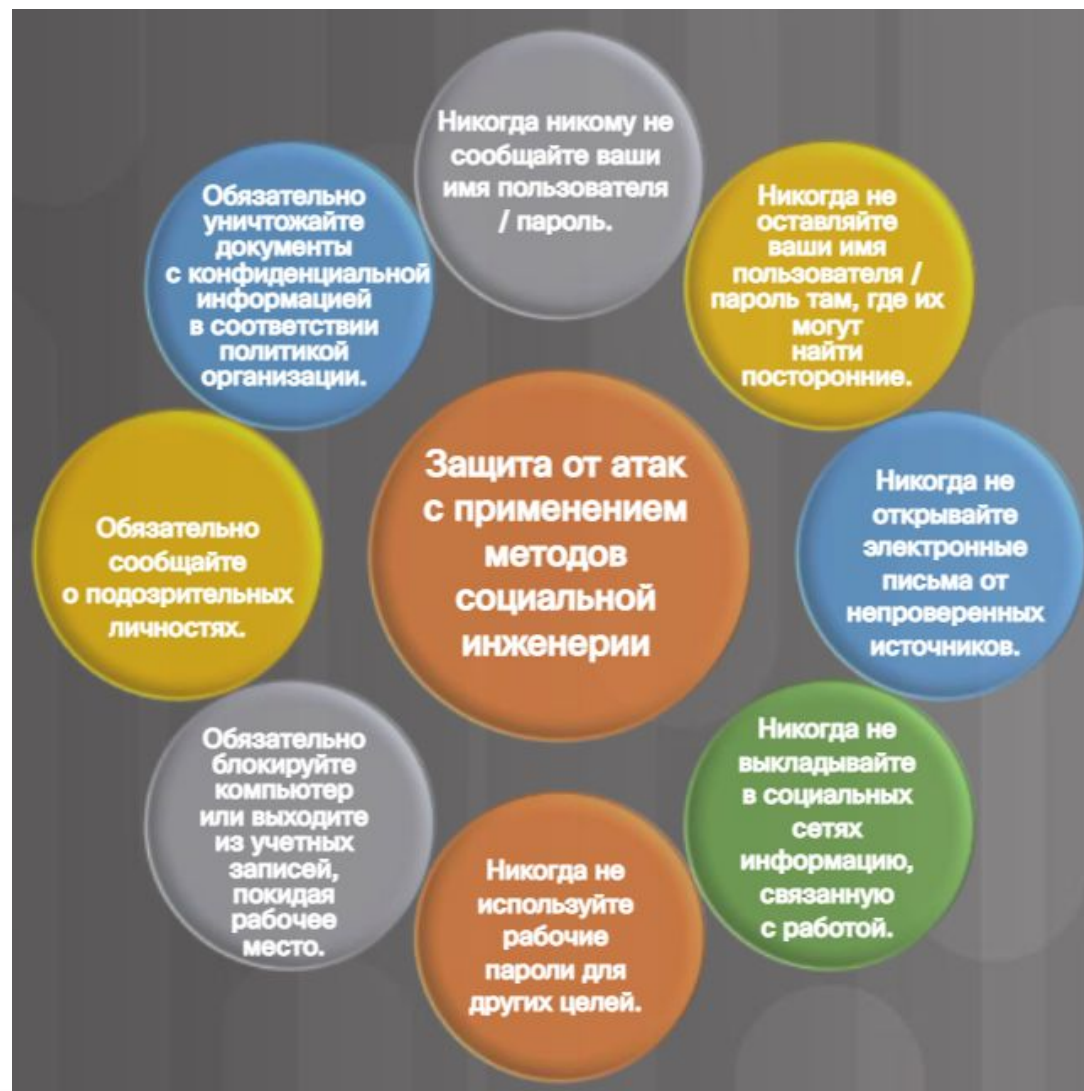 Никогда никому не
сообщайте ваши
имя пользователя
/ пароль.
Никогда не
оставляйте
ваши имя
пользователя /
пароль там, где их
могут
найти
посторонние.
Никогда не
открывайте
электронные
письма от
непроверенных
источников.
Никогда не
выкладывайте
в социальных
сетях
информацию,
связанную
с работой.
Никогда не
используйте
рабочие
пароли для
других целей.
Обязательно
блокируйте
компьютер
или выходите
из учетных
записей,
покидая
рабочее
место.
Обязательно
сообщайте
о подозрительных
личностях.
Обязательно
уничтожайте
документы
с конфиденциальной
информацией
в соответствии
политикой
организации.
Защита от атак
с применением
методов
социальной
инженерии